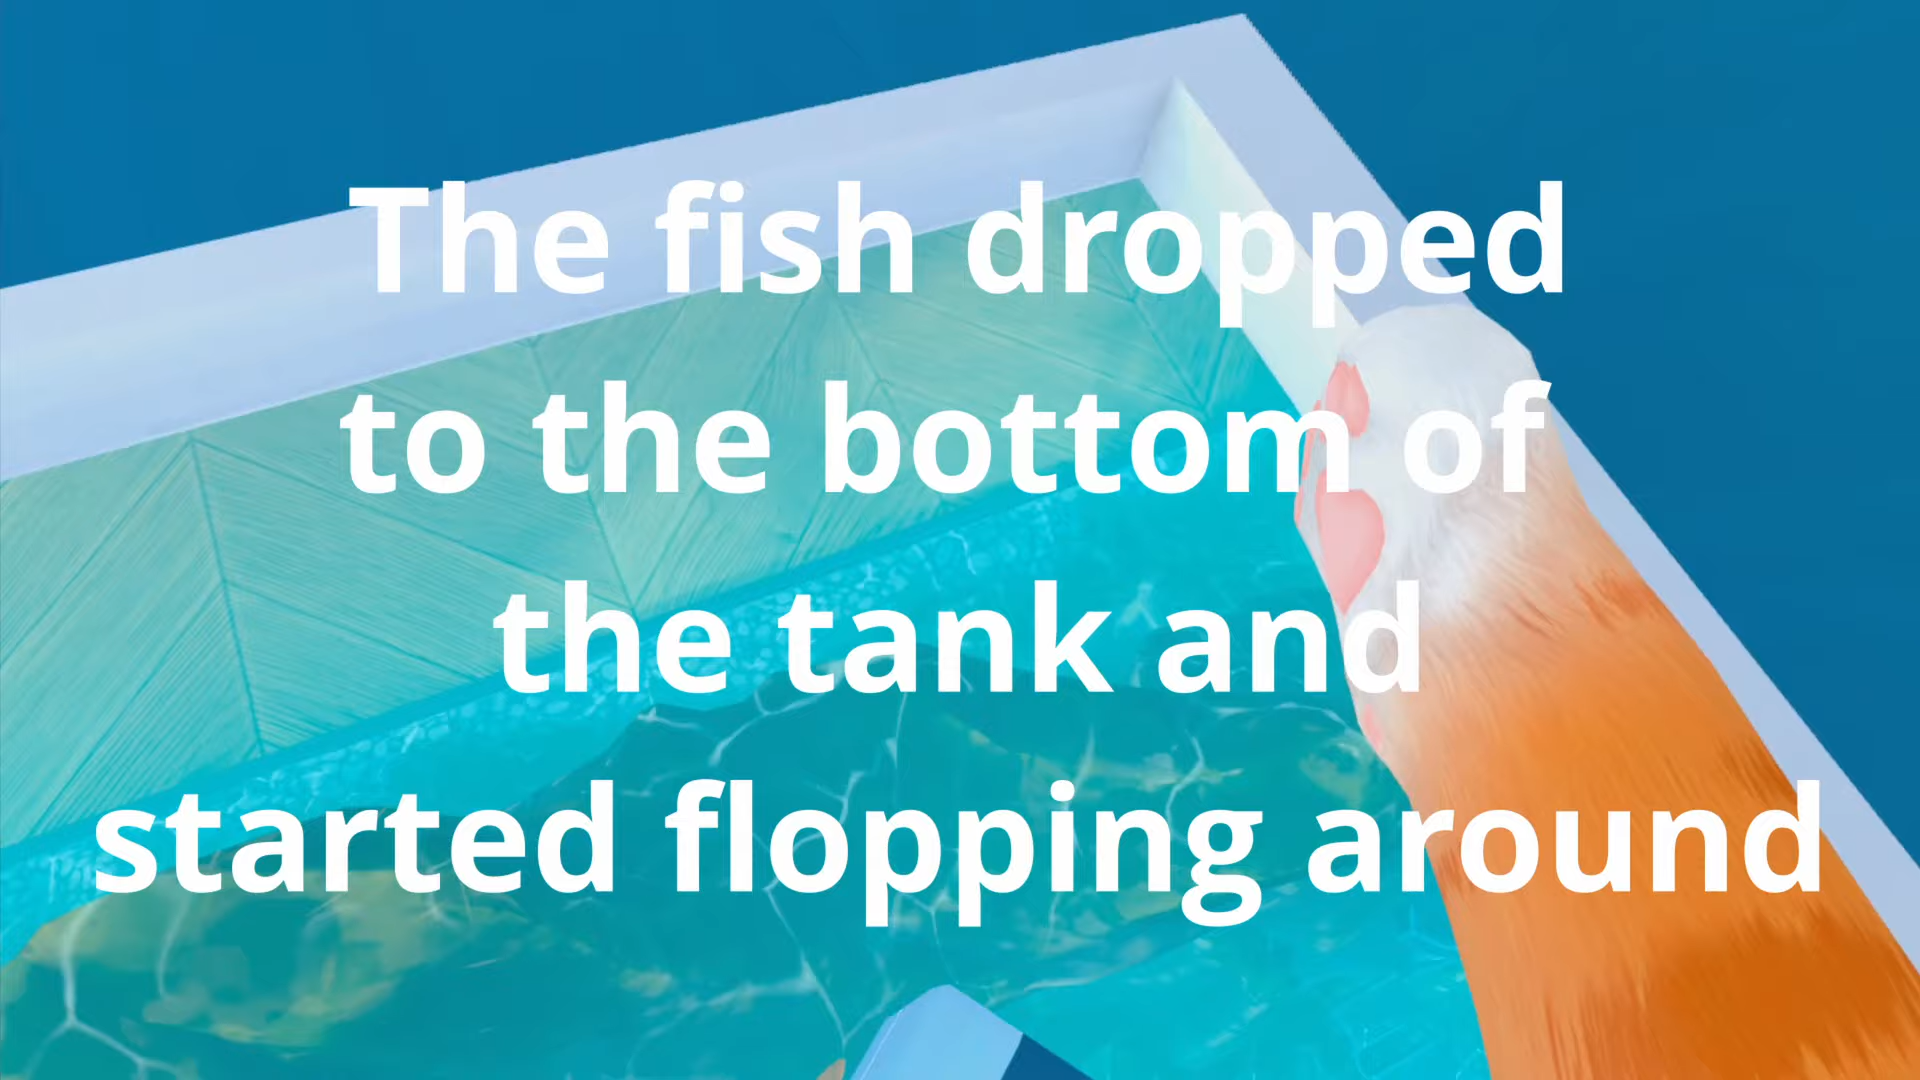 The fish dropped
to the bottom of
the tank and
started flopping around